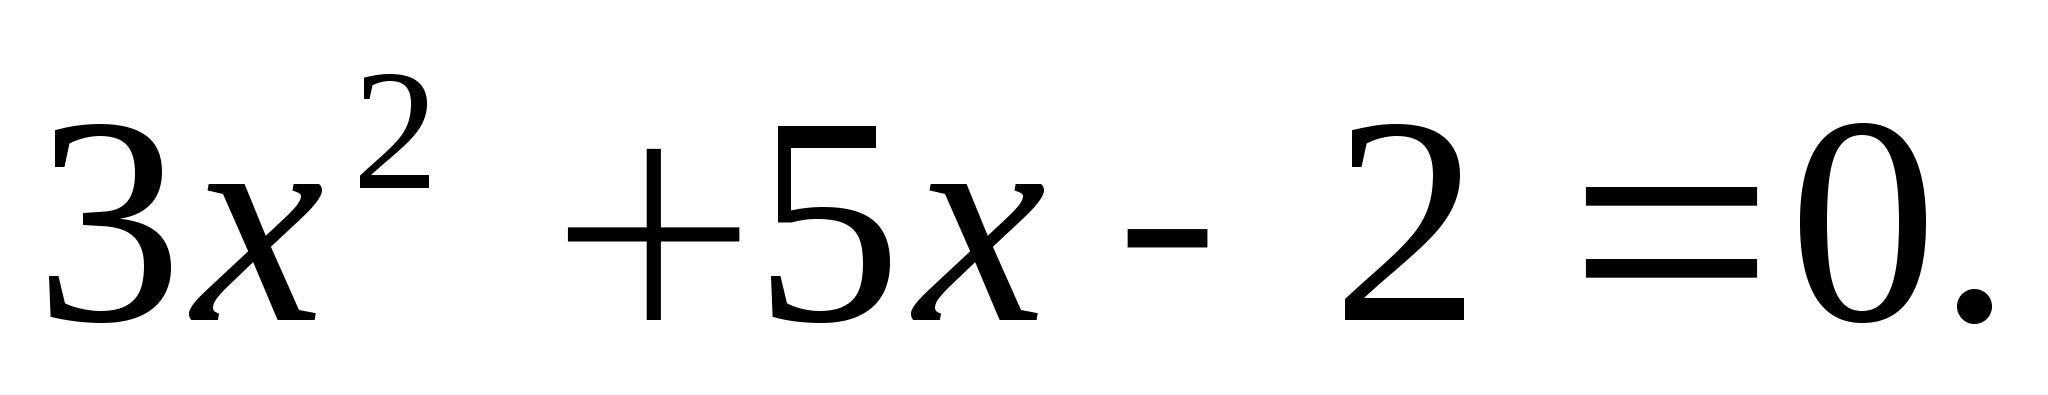 3x² +5x - 2 =0.